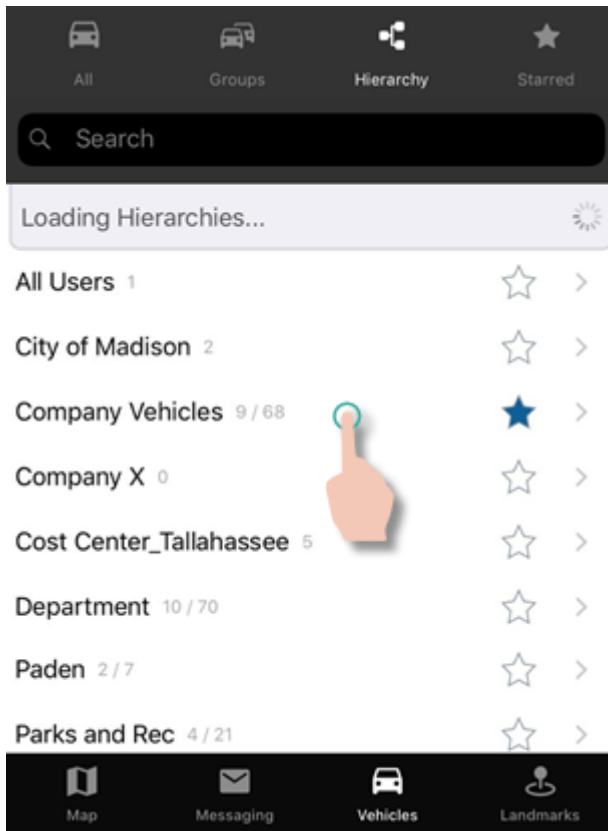 All Groups Hierarchy Starred
Search
Loading Hierarchies...
All Users 1
City of Madison 2
Company Vehicles 9 / 68
Company X 0
Cost Center_Tallahassee 5
Department 10 / 70
Paden 2 / 7
Parks and Rec 4 / 21
Map Messaging Vehicles Landmarks